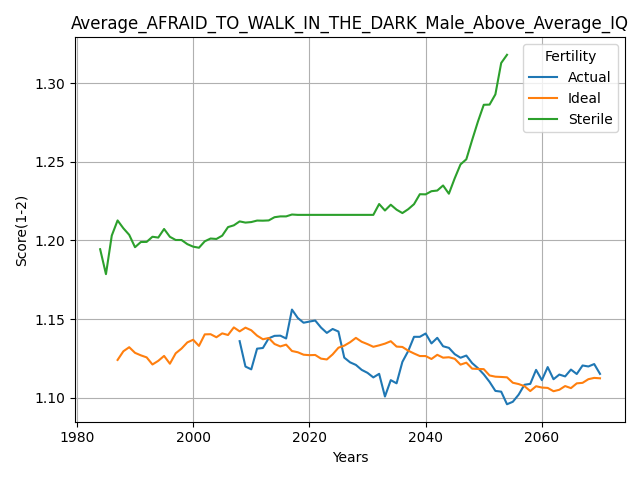 Average_AFRAID_TO_WALK_IN_THE_DARK_Male_Above_Average_IQ
Fertility
Actual
Ideal
Sterile
Score(1-2)
1.30
1.25
1.20
1.15
1.10
1980
2000
2020
2040
2060
Years